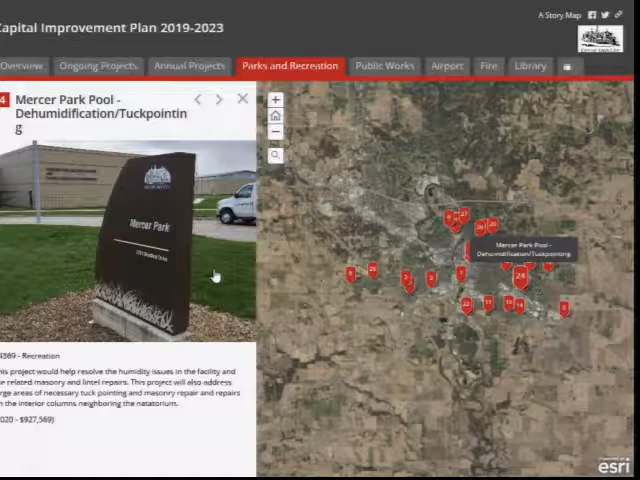 Capital Improvement Plan 2019-2023
A Story Map
Overview
Ongoing Projects
Annual Projects
Parks and Recreation
Public Works
Airport
Fire
Library
Mercer Park Pool -
Dehumidification/Tuckpointin
g
Mercer Park
4369 - Recreation
his project would help resolve the humidity issues in the facility and
e related masonry and lintel repairs. This project will also address
rge areas of necessary tuck pointing and masonry repair and repairs
n the interior columns neighboring the natatorium.
020 - $927,569)
Mercer Park Pool -
Dehumidification/Tuckpointing
24
esri